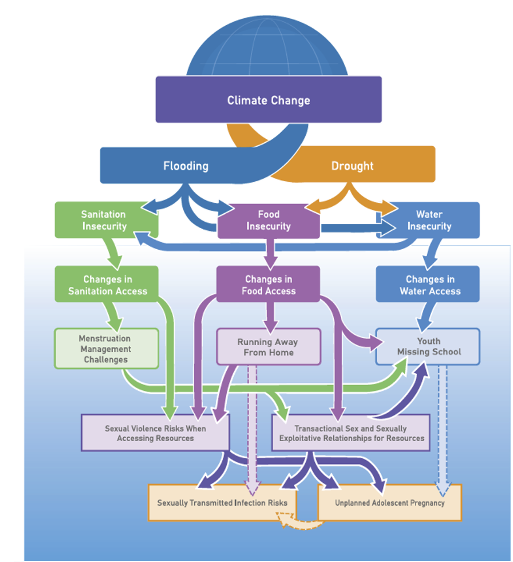 Climate Change
Flooding
Drought
Sanitation
Insecurity
Food
Insecurity
Water
Insecurity
Changes in
Sanitation Access
Changes in
Food Access
Changes in
Water Access
Menstruation
Management
Challenges
Running Away
From Home
Youth
Missing School
Sexual Violence Risks When
Accessing Resources
Transactional Sex and Sexually
Exploitative Relationships for Resources
Sexually Transmitted Infection Risks
Unplanned Adolescent Pregnancy